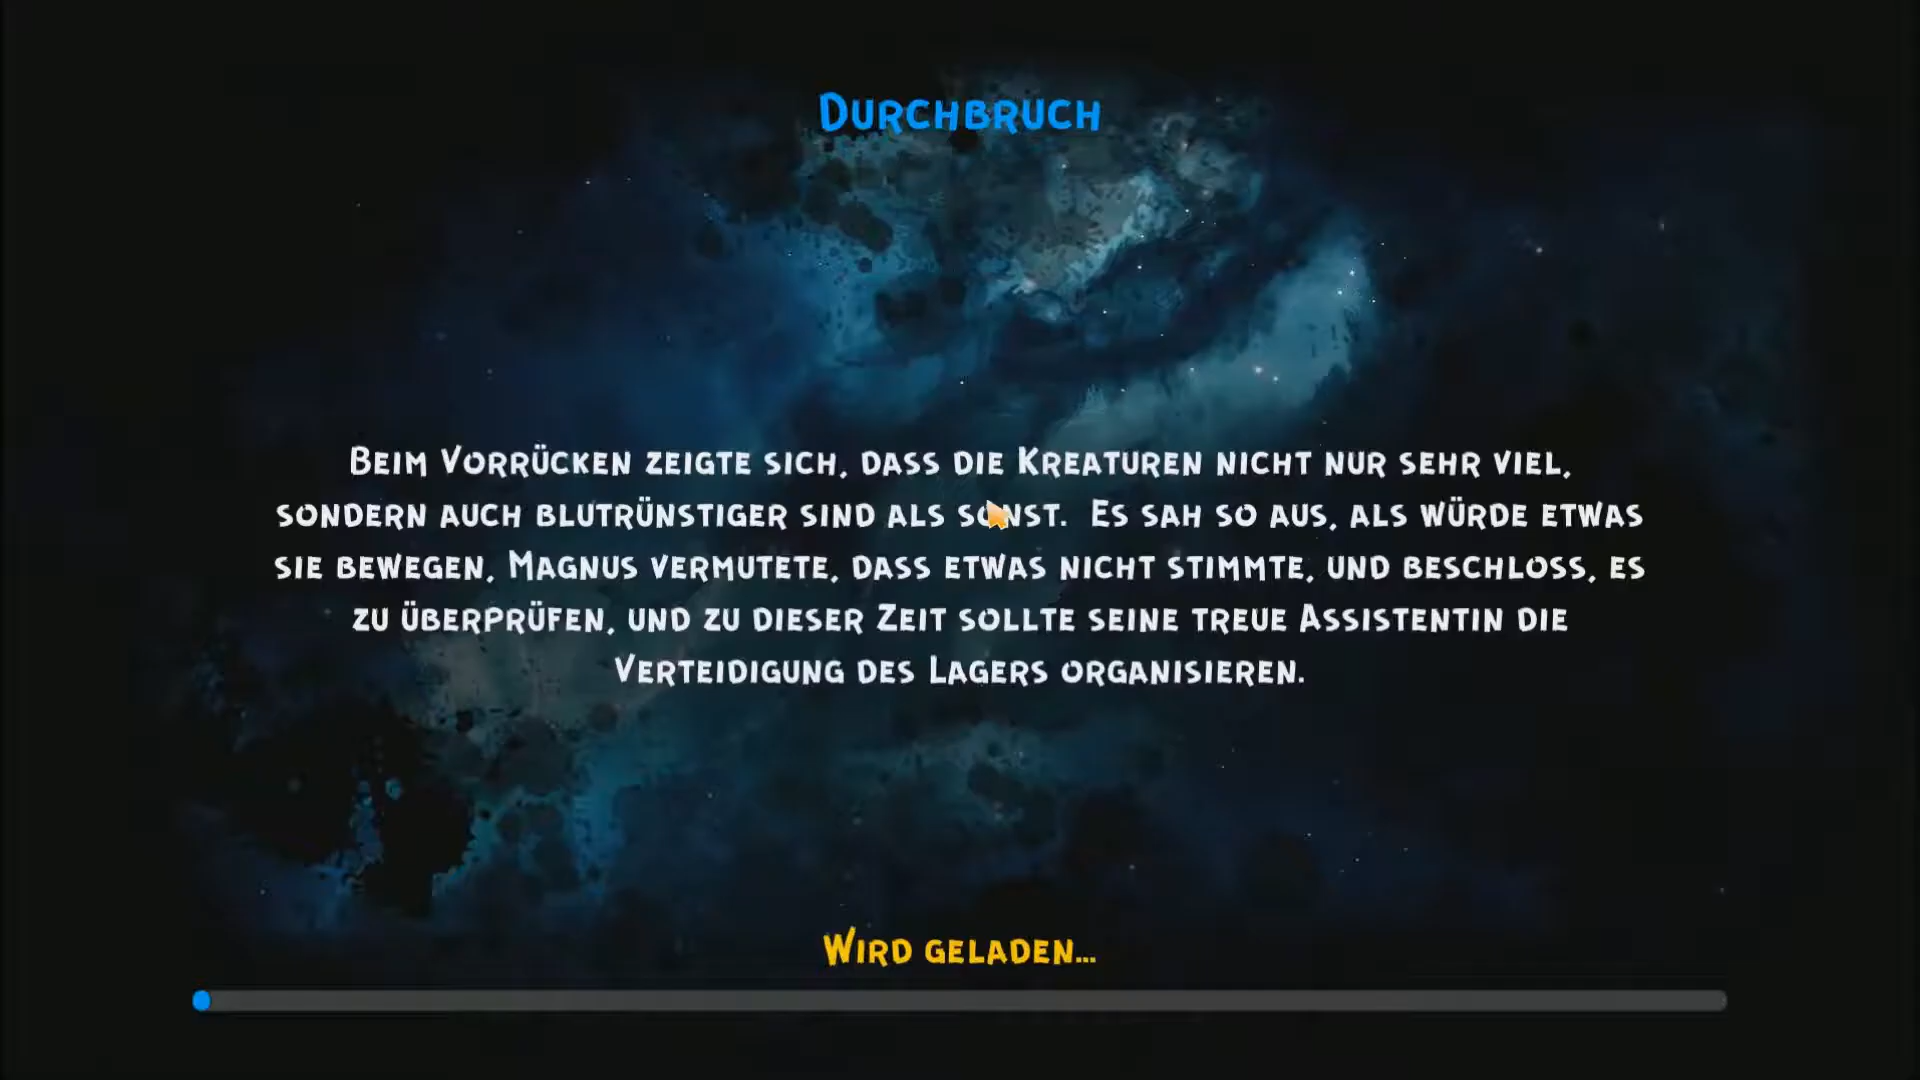 Durchbruch
Beim Vorrücken zeigte sich, dass die Kreaturen nicht nur sehr viel,
sondern auch blutrünstiger sind als sonst. Es sah so aus, als würde etwas
sie bewegen, Magnus vermutete, dass etwas nicht stimmte, und beschloss, es
zu überprüfen, und zu dieser Zeit sollte seine treue Assistentin die
Verteidigung des Lagers organisieren.
Wird geladen...